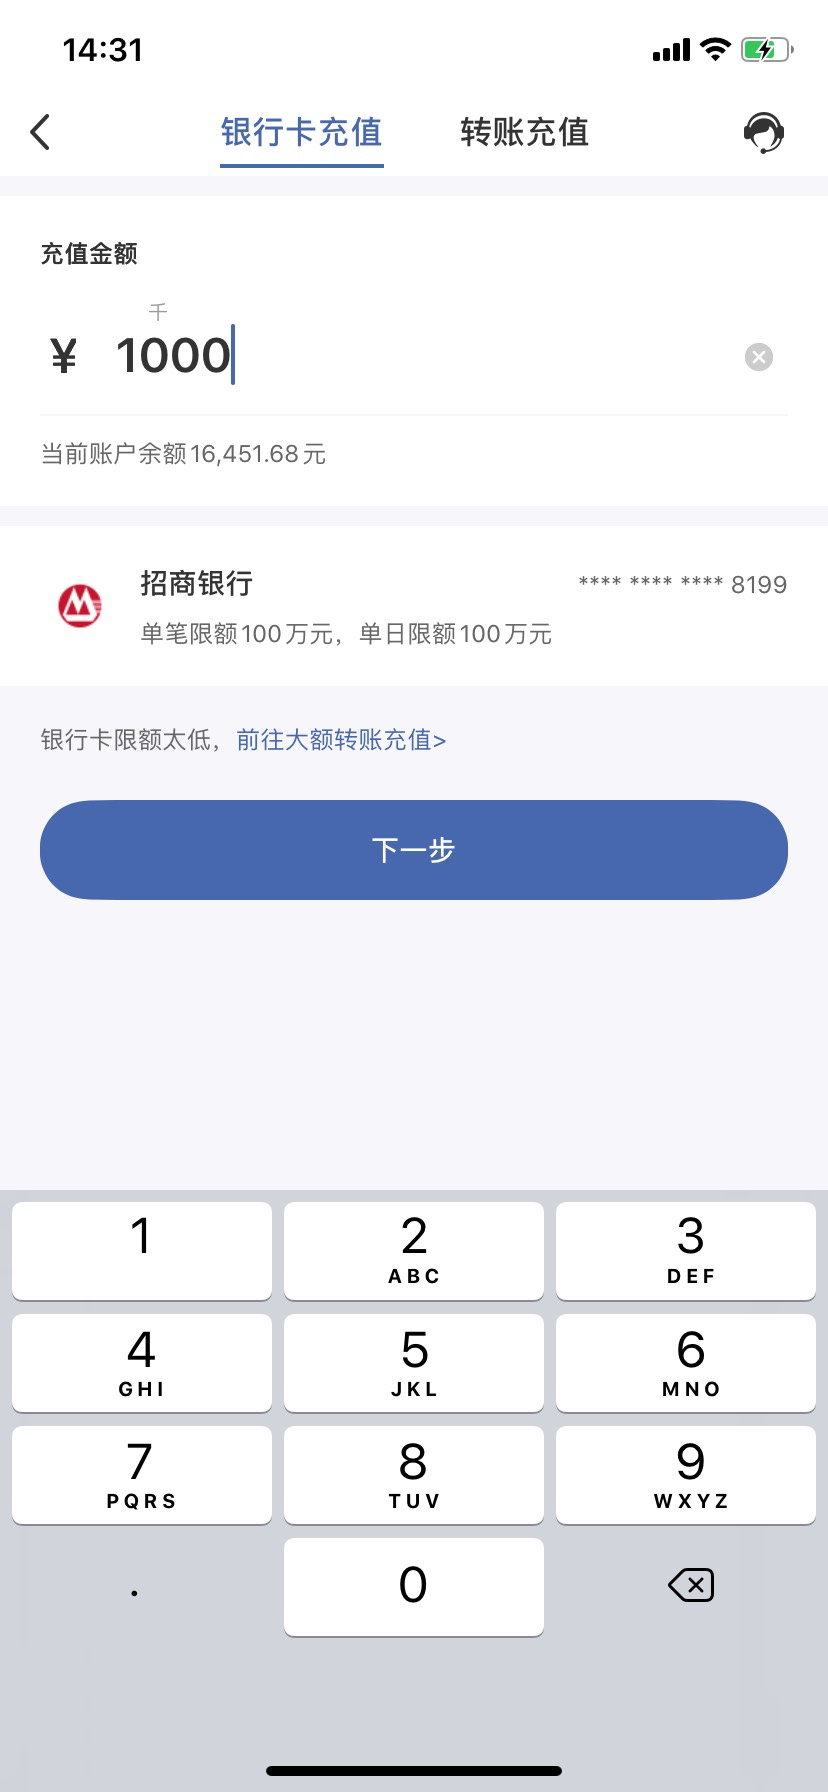 14:31
银行卡充值 转账充值
充值金额
千
¥ 1000
当前账户余额16,451.68元
招商银行 **** **** **** 8199
单笔限额100万元，单日限额100万元
银行卡限额太低，前往大额转账充值>
下一步
1 2 3
ABC DEF
4 5 6
GHI JKL MNO
7 8 9
PQRS TUV WXYZ
. 0